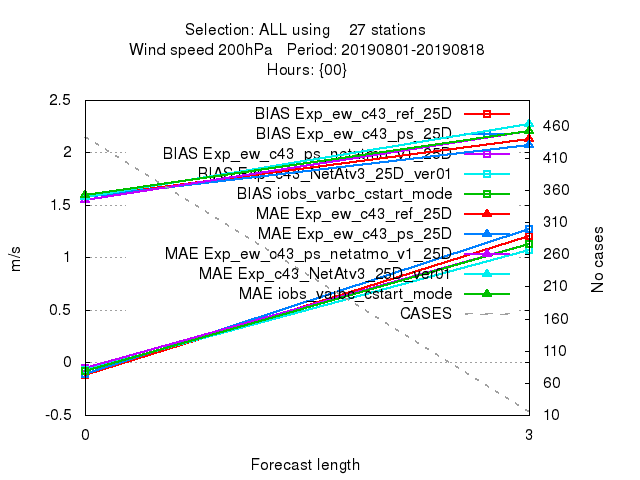 Selection: ALL using 27 stations
Wind speed 200hPa Period: 20190801-20190818
Hours: {00}
2.5
2
1.5
1
0.5
0
-0.5
m/s
BIAS Exp_ew_c43_ref_25D
BIAS Exp_ew_c43_ps_25D
BIAS Exp_ew_c43_ps_netatmo_v1_25D
BIAS Exp_c43_NetAtv3_25D_ver01
BIAS iobs_varbc_cstart_mode
MAE Exp_ew_c43_ref_25D
MAE Exp_ew_c43_ps_25D
MAE Exp_ew_c43_ps_netatmo_v1_25D
MAE Exp_c43_NetAtv3_25D_ver01
MAE iobs_varbc_cstart_mode
CASES
460
410
360
310
260
210
160
110
60
10
No cases
0 3
Forecast length